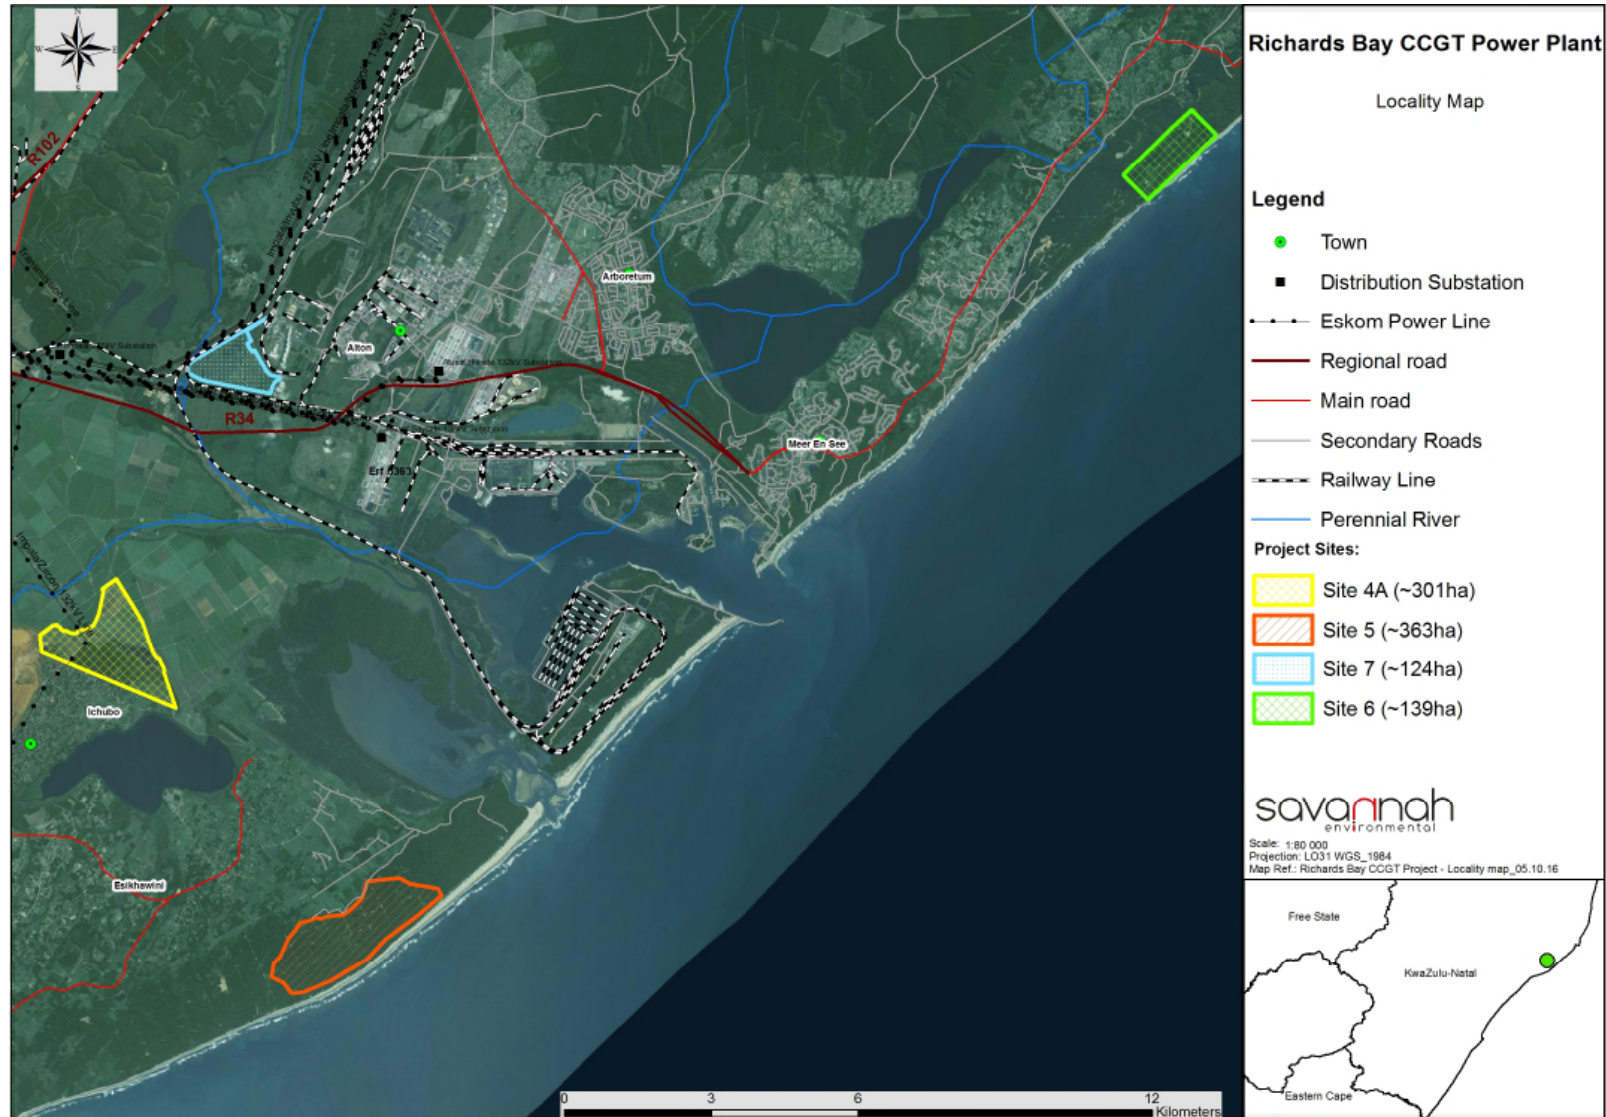 N
W
E
S
R102
Arboretum
Alton
R34
Meer En See
Ichubo
Esikhawini
0
3
6
12
Kilometers
Richards Bay CCGT Power Plant
Locality Map
Legend
Town
Distribution Substation
Eskom Power Line
Regional road
Main road
Secondary Roads
Railway Line
Perennial River
Project Sites:
Site 4A (~301ha)
Site 5 (~363ha)
Site 7 (~124ha)
Site 6 (~139ha)
savannah
environmental
Scale: 1:80 000
Projection: LO31 WGS_1984
Map Ref.: Richards Bay CCGT Project - Locality map_05.10.16
Free State
KwaZulu-Natal
Eastern Cape